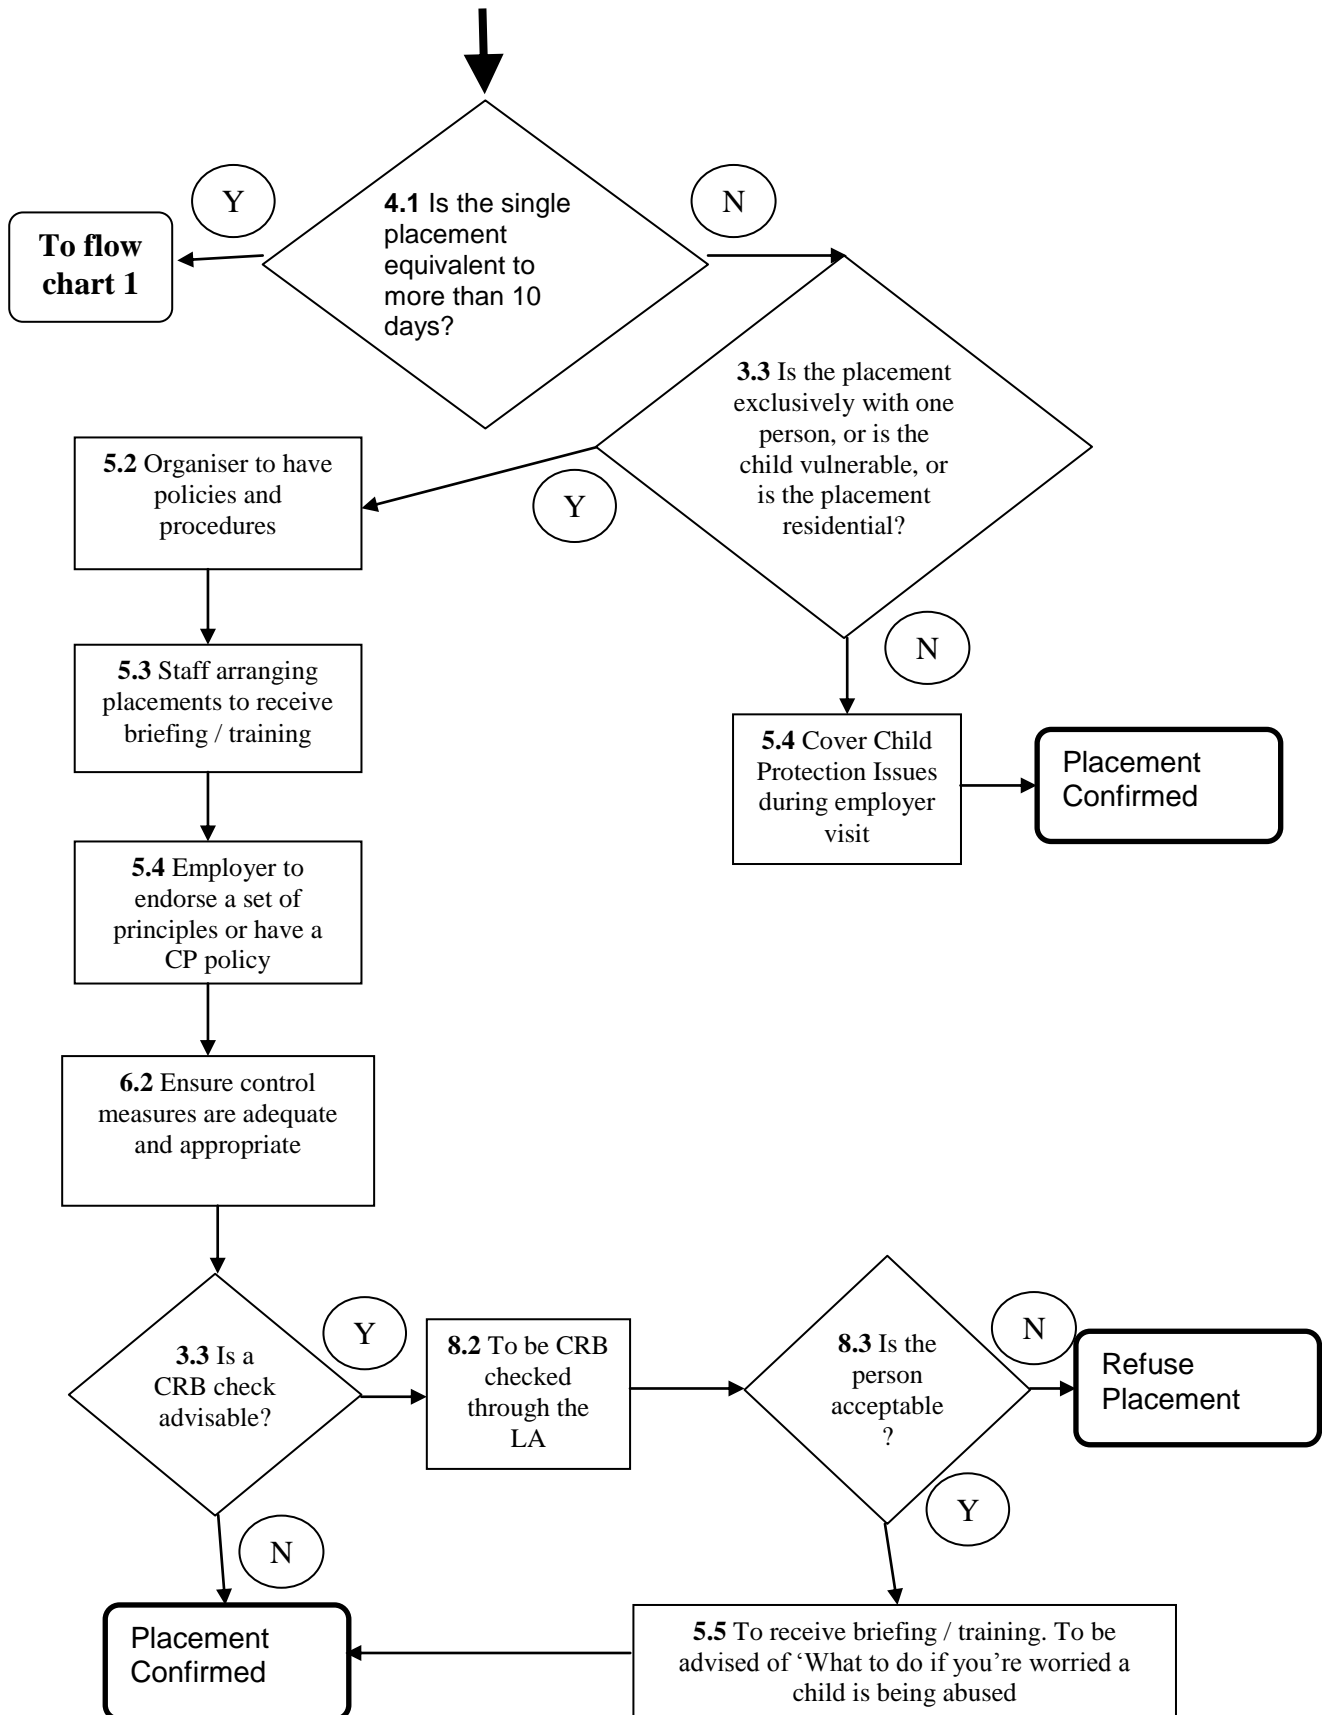 Y
N
To flow
chart 1
4.1 Is the single
placement
equivalent to
more than 10
days?
3.3 Is the placement
exclusively with one
person, or is the
child vulnerable, or
is the placement
residential?
5.2 Organiser to have
policies and
procedures
Y
N
5.3 Staff arranging
placements to receive
briefing / training
5.4 Cover Child
Protection Issues
during employer
visit
Placement
Confirmed
5.4 Employer to
endorse a set of
principles or have a
CP policy
6.2 Ensure control
measures are adequate
and appropriate
3.3 Is a
CRB check
advisable?
Y
8.2 To be CRB
checked
through the
LA
8.3 Is the
person
acceptable
?
N
Refuse
Placement
Y
N
Placement
Confirmed
5.5 To receive briefing / training. To be
advised of ‘What to do if you’re worried a
child is being abused